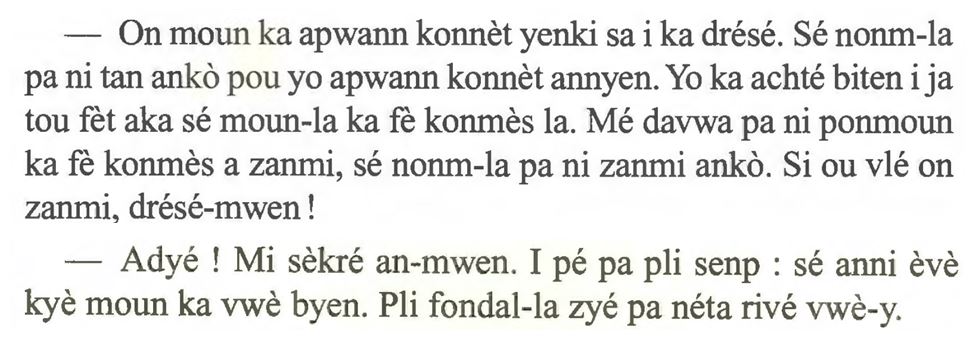 — On moun ka apwann konnèt yenki sa i ka drésé. Sé nonm-la
pa ni tan ankò pou yo apwann konnèt annyen. Yo ka achté biten i ja
tou fèt aka sé moun-la ka fè konmès la. Mé davwa pa ni ponmoun
ka fè konmès a zanmi, sé nonm-la pa ni zanmi ankò. Si ou vlé on
zanmi, drésé-mwen !
— Adyé ! Mi sèkré an-mwen. I pé pa pli senp : sé anni èvè
kyè moun ka vwè byen. Pli fondal-la zyé pa néta rivé vwè-y.